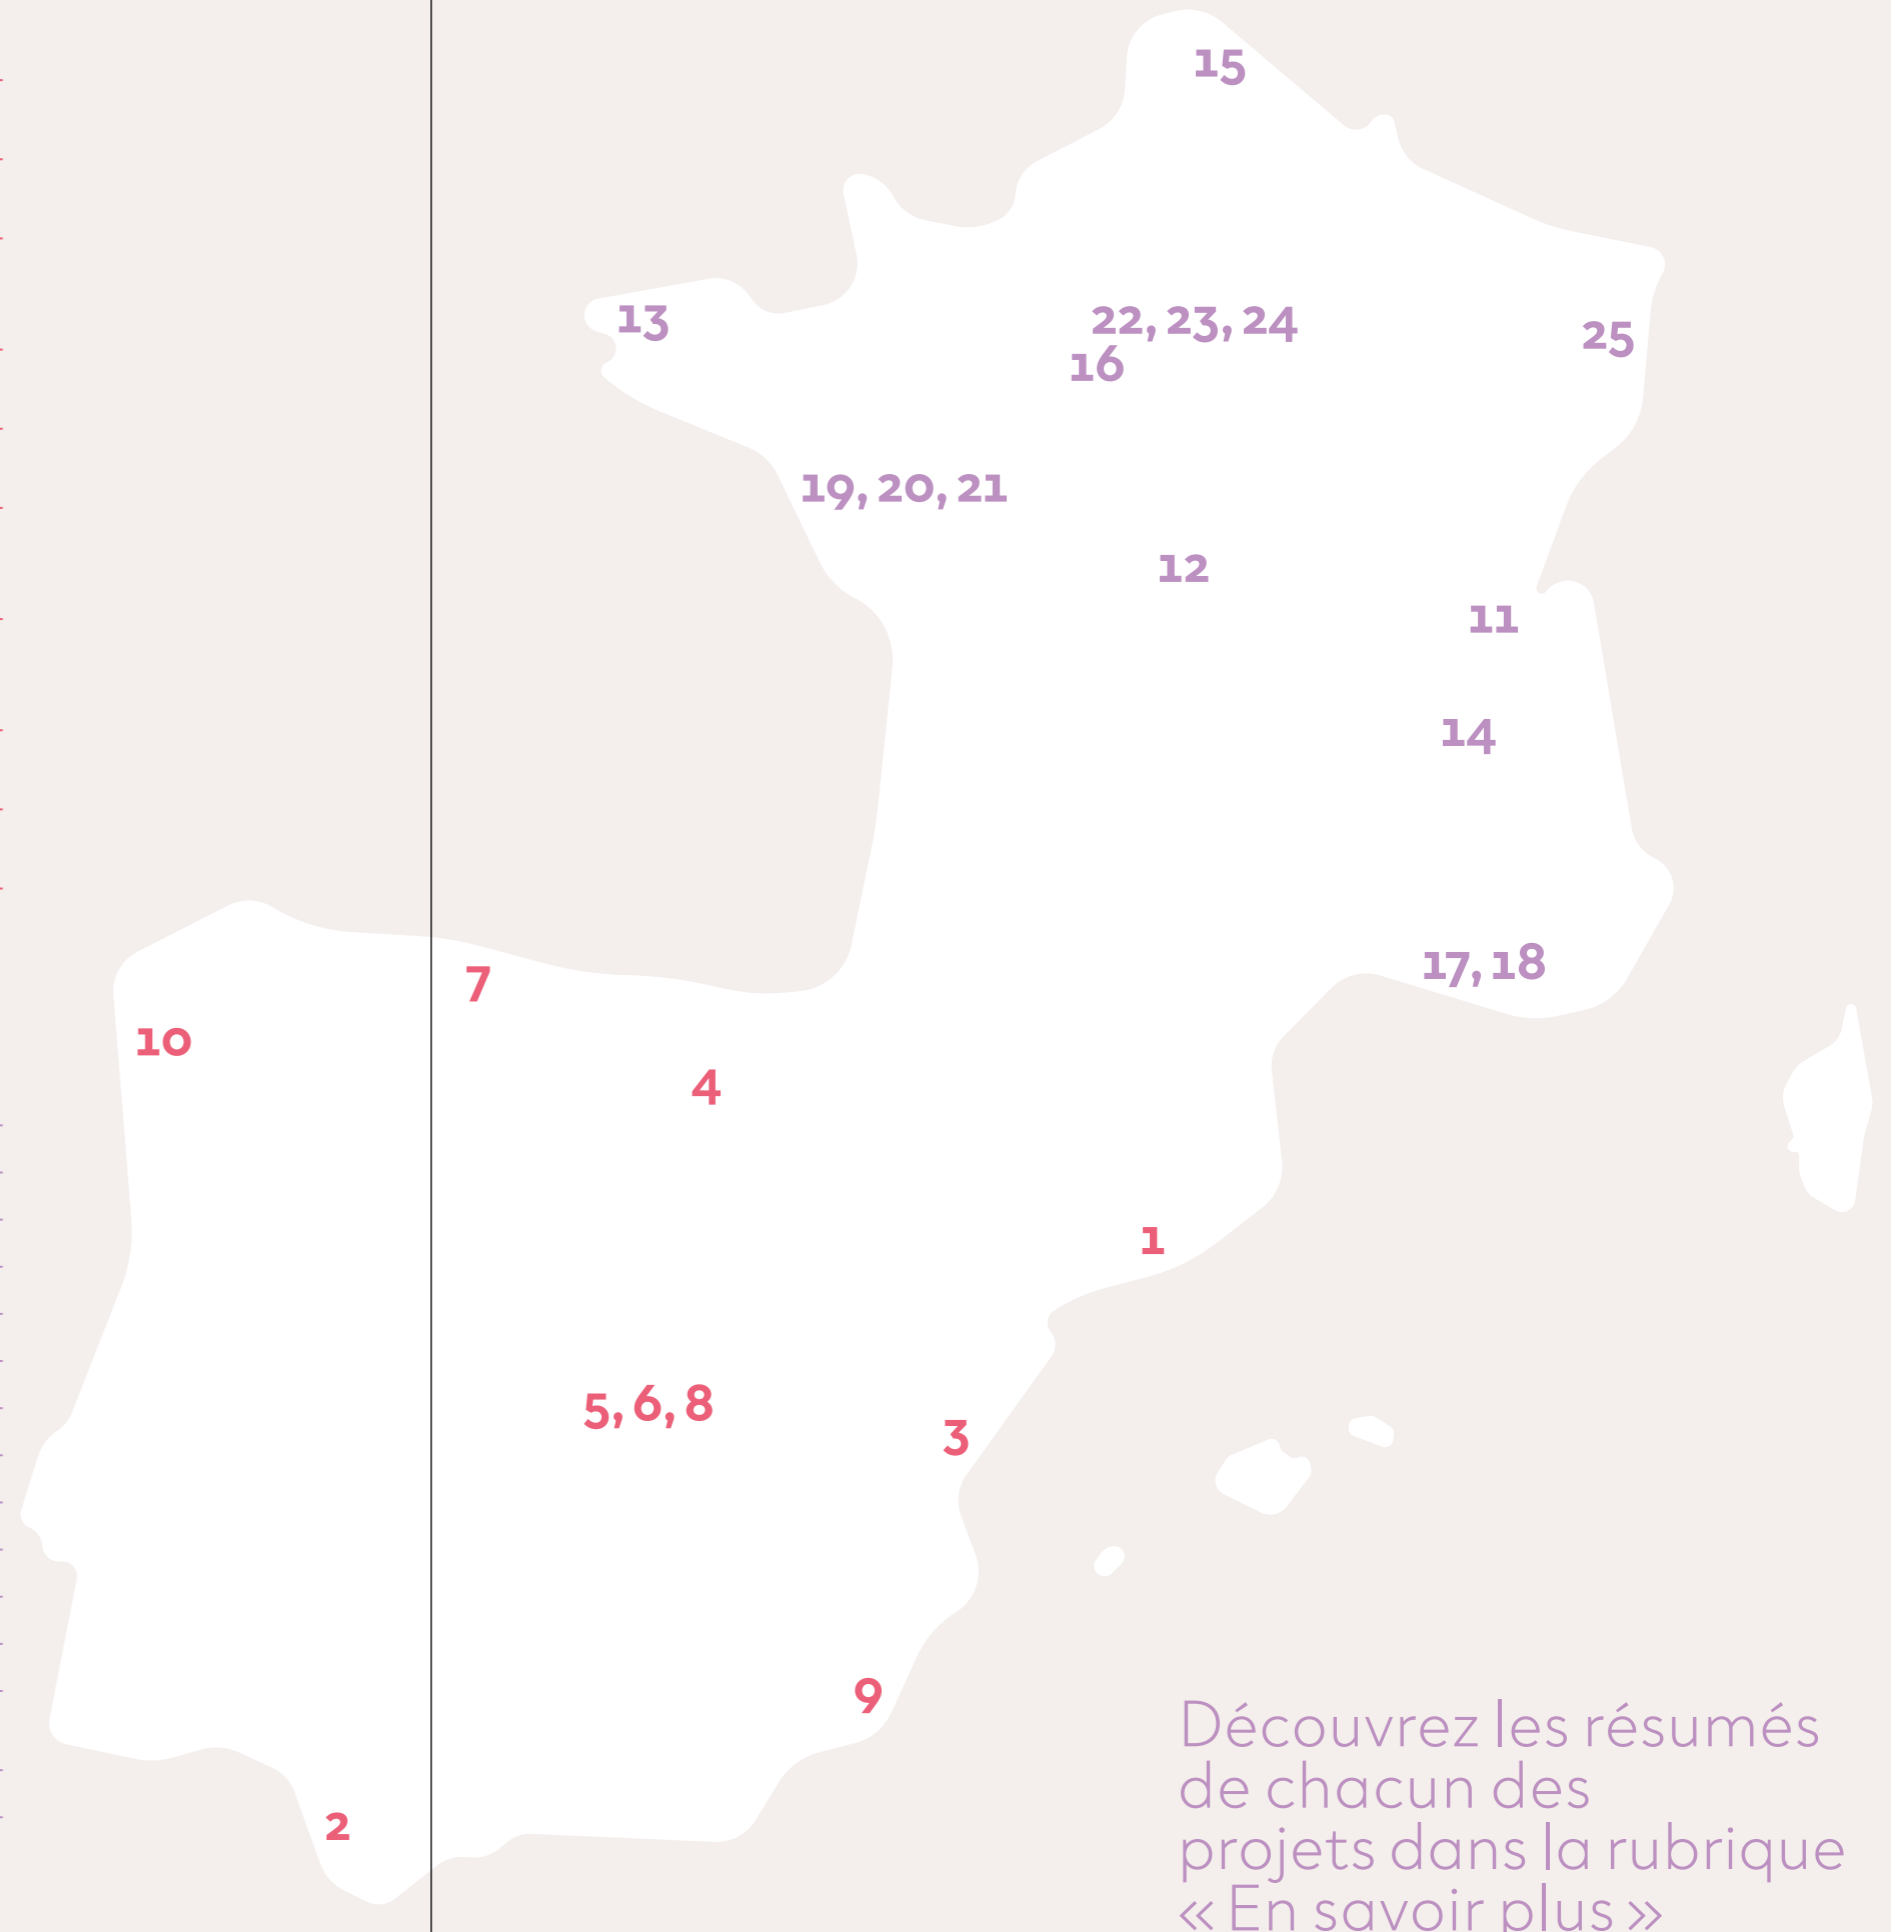 15
13
22, 23, 24
25
16
19, 20, 21
12
11
14
17, 18
7
10
4
1
5, 6, 8
3
9
2
Découvrez les résumés
de chacun des
projets dans la rubrique
« En savoir plus »